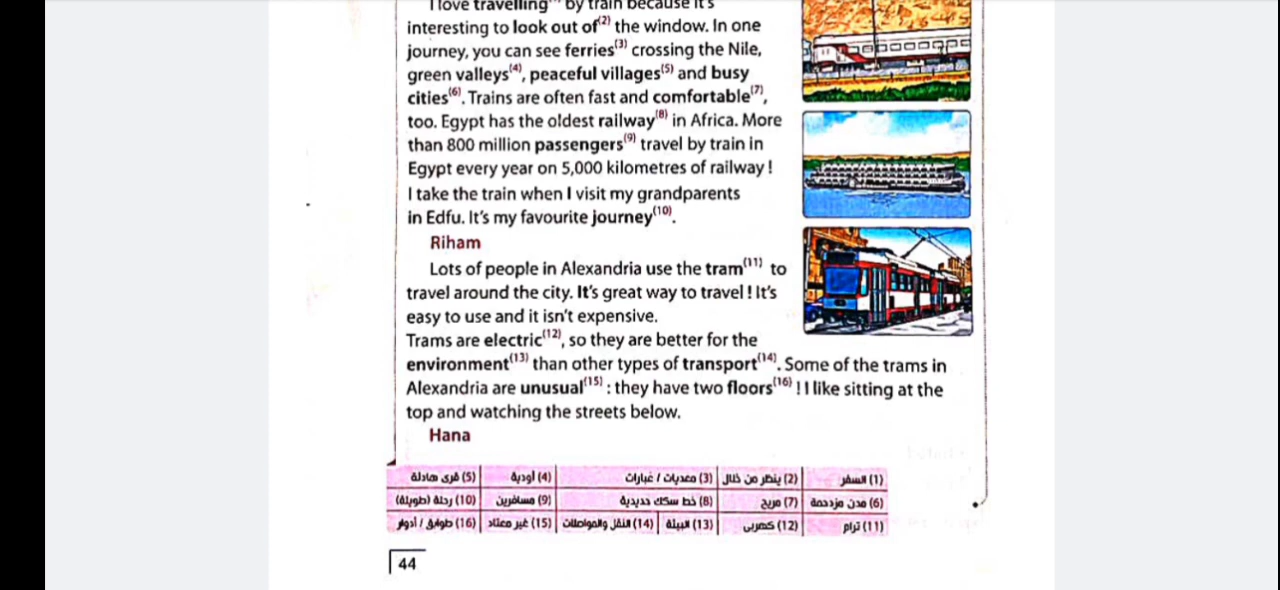 I love travelling by train because it's
interesting to look out of(2) the window. In one
journey, you can see ferries(3) crossing the Nile,
green valleys(4), peaceful villages(5) and busy
cities(6). Trains are often fast and comfortable(7),
too. Egypt has the oldest railway(8) in Africa. More
than 800 million passengers(9) travel by train in
Egypt every year on 5,000 kilometres of railway!
I take the train when I visit my grandparents
in Edfu. It's my favourite journey(10).
Riham
Lots of people in Alexandria use the tram(11) to
travel around the city. It's great way to travel! It's
easy to use and it isn't expensive.
Trams are electric(12), so they are better for the
environment(13) than other types of transport(14). Some of the trams in
Alexandria are unusual(15) : they have two floors(16) ! I like sitting at the
top and watching the streets below.
Hana
(1) السفر (2) ينظر من خلال (3) معديات / عبارات (4) أودية (5) قرى هادئة
(6) مدن مزدحمة (7) مريح (8) خط سكك حديدية (9) مسافرين (10) رحلة (طويلة)
(11) ترام (12) كهربى (13) البيئة (14) النقل والمواصلات (15) غير معتاد (16) طوابق / أدوار
44